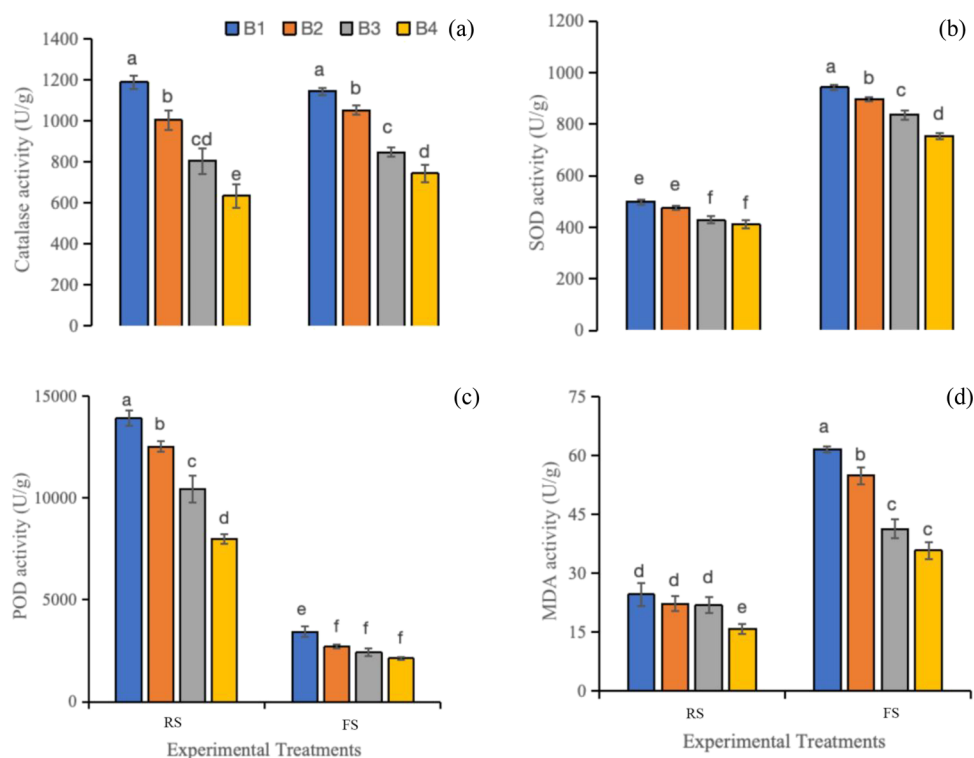 B1 B2 B3 B4
(a)
Catalase activity (U/g)
1400
1200
1000
800
600
400
200
0
a
b
cd
e
a
b
c
d
(b)
SOD activity (U/g)
1200
1000
800
600
400
200
0
e
e
f
f
a
b
c
d
(c)
POD activity (U/g)
15000
10000
5000
0
a
b
c
d
e
f
f
f
RS FS
Experimental Treatments
(d)
MDA activity (U/g)
75
60
45
30
15
0
d
d
d
e
a
b
c
c
RS FS
Experimental Treatments